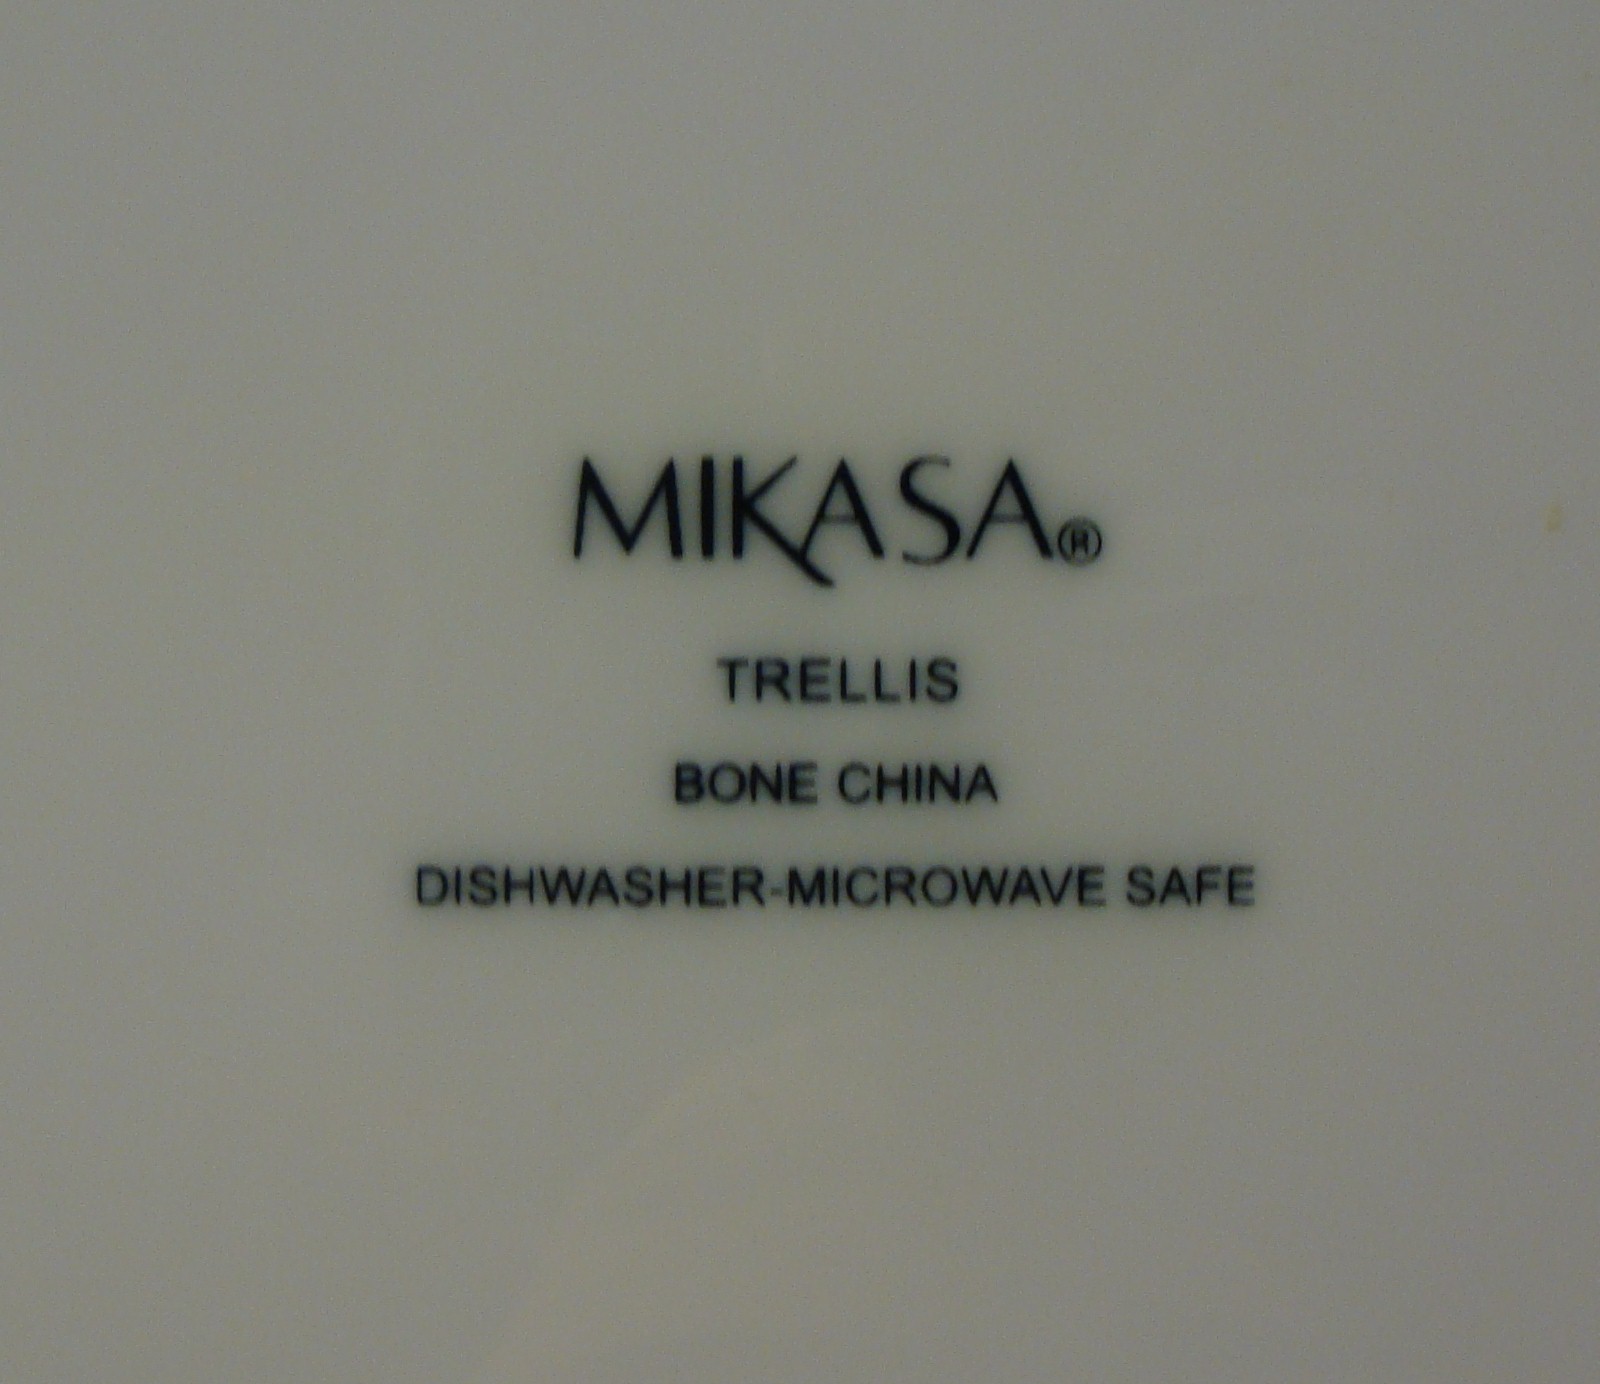 MIKASA®
TRELLIS
BONE CHINA
DISHWASHER-MICROWAVE SAFE